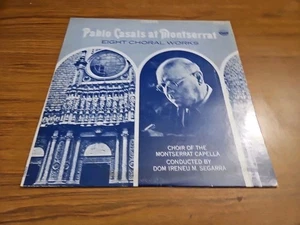 Pablo Casals at Montserrat
EIGHT CHORAL WORKS
CHOIR OF THE
MONTSERRAT CAPELLA
CONDUCTED BY
DOM IRENEU M. SEGARRA